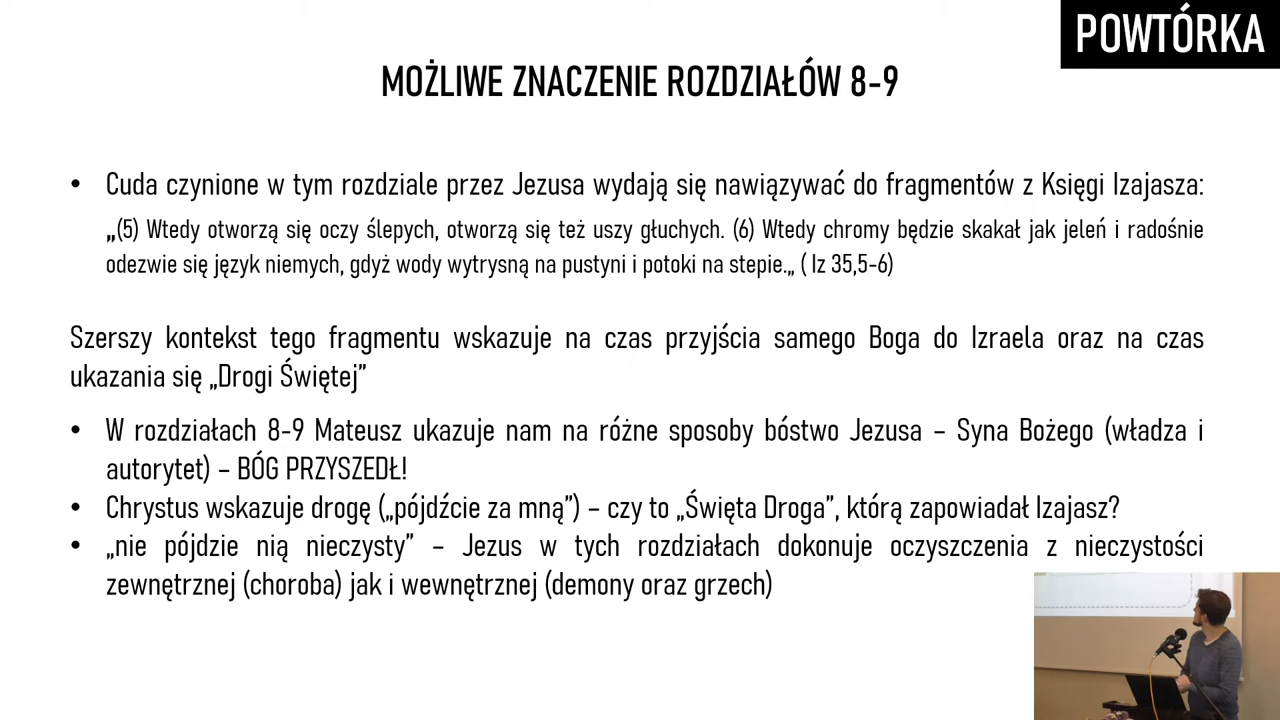 POWTÓRKA
MOŻLIWE ZNACZENIE ROZDZIAŁÓW 8-9
• Cuda czynione w tym rozdziale przez Jezusa wydają się nawiązywać do fragmentów z Księgi Izajasza:
„(5) Wtedy otworzą się oczy ślepych, otworzą się też uszy głuchych. (6) Wtedy chromy będzie skakał jak jeleń i radośnie
odezwie się język niemych, gdyż wody wytrysną na pustyni i potoki na stepie.„ ( Iz 35,5-6)
Szerszy kontekst tego fragmentu wskazuje na czas przyjścia samego Boga do Izraela oraz na czas
ukazania się „Drogi Świętej”
• W rozdziałach 8-9 Mateusz ukazuje nam na różne sposoby bóstwo Jezusa – Syna Bożego (władza i
autorytet) – BÓG PRZYSZEDŁ!
• Chrystus wskazuje drogę („pójdźcie za mną”) – czy to „Święta Droga”, którą zapowiadał Izajasz?
• „nie pójdzie nią nieczysty” – Jezus w tych rozdziałach dokonuje oczyszczenia z nieczystości
zewnętrznej (choroba) jak i wewnętrznej (demony oraz grzech)